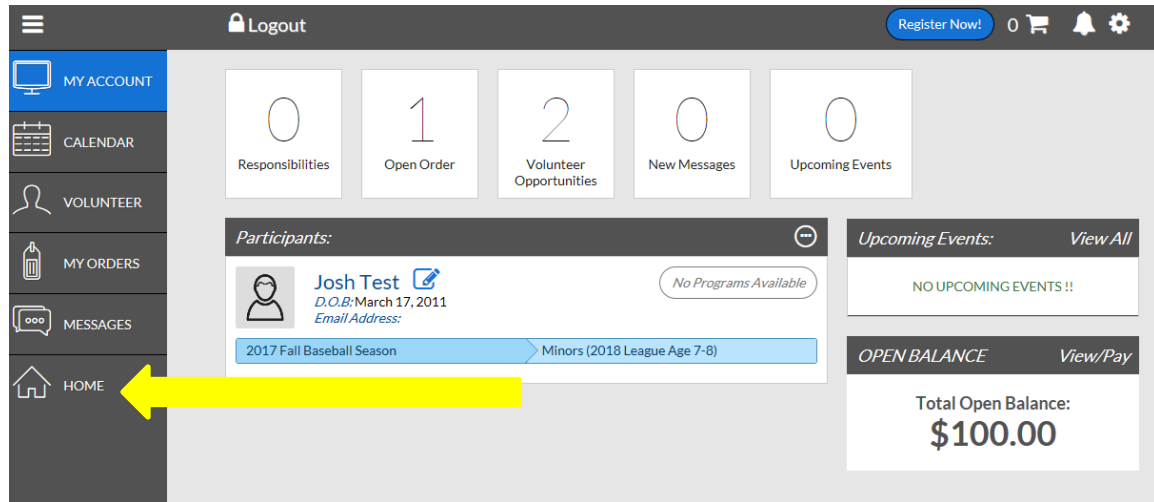 Logout
Register Now!
0
MY ACCOUNT
CALENDAR
VOLUNTEER
MY ORDERS
MESSAGES
HOME
0
Responsibilities
1
Open Order
2
Volunteer
Opportunities
0
New Messages
0
Upcoming Events
Participants:
Josh Test
D.O.B: March 17, 2011
Email Address:
No Programs Available
2017 Fall Baseball Season
Minors (2018 League Age 7-8)
Upcoming Events:
View All
NO UPCOMING EVENTS !!
OPEN BALANCE
View/Pay
Total Open Balance:
$100.00